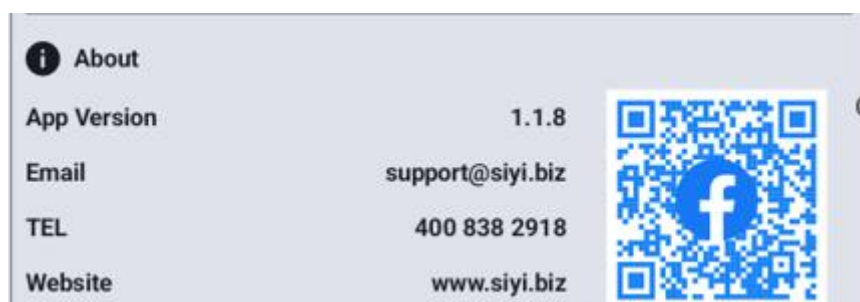 About
App Version 1.1.8
Email support@siyi.biz
TEL 400 838 2918
Website www.siyi.biz